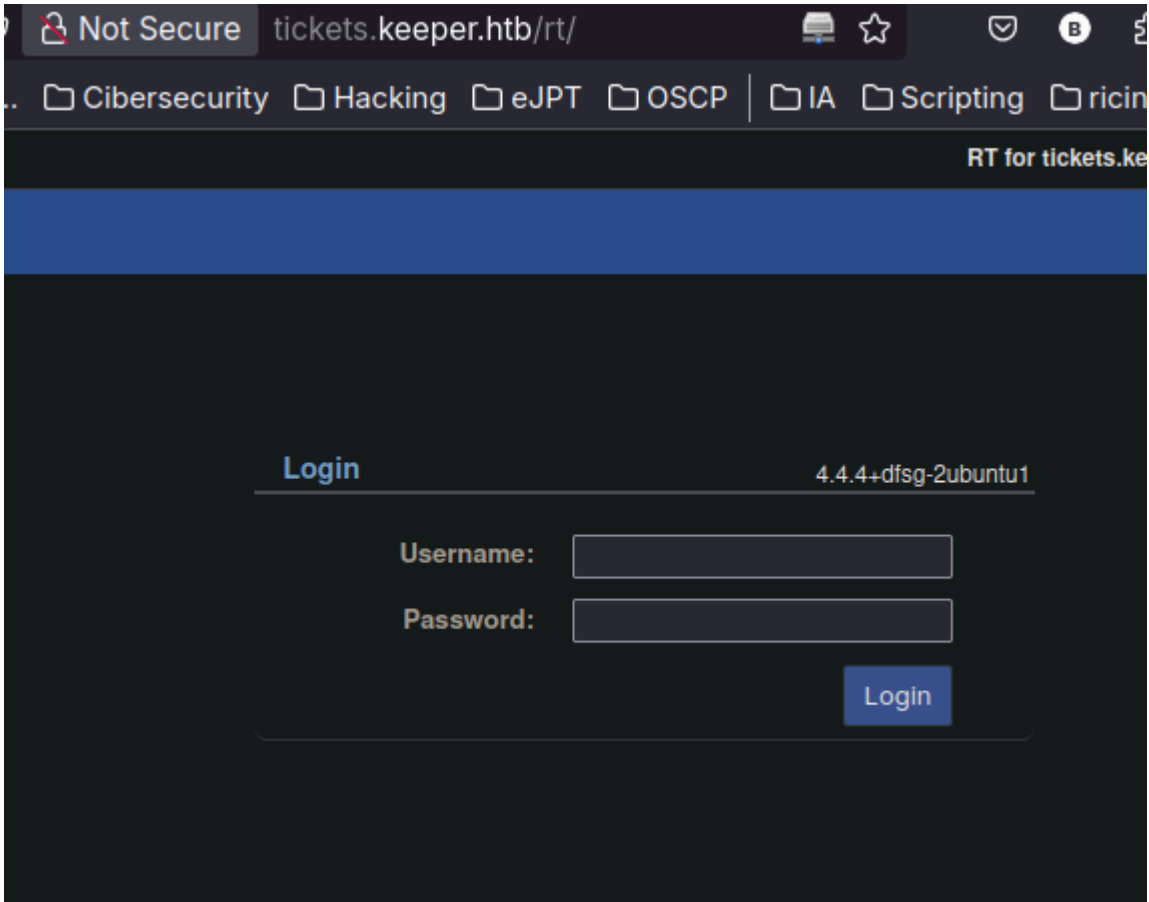 Not Secure tickets.keeper.htb/rt/
Cibersecurity Hacking eJPT OSCP IA Scripting ricin
RT for tickets.ke
Login 4.4.4+dfsg-2ubuntu1
Username:
Password:
Login